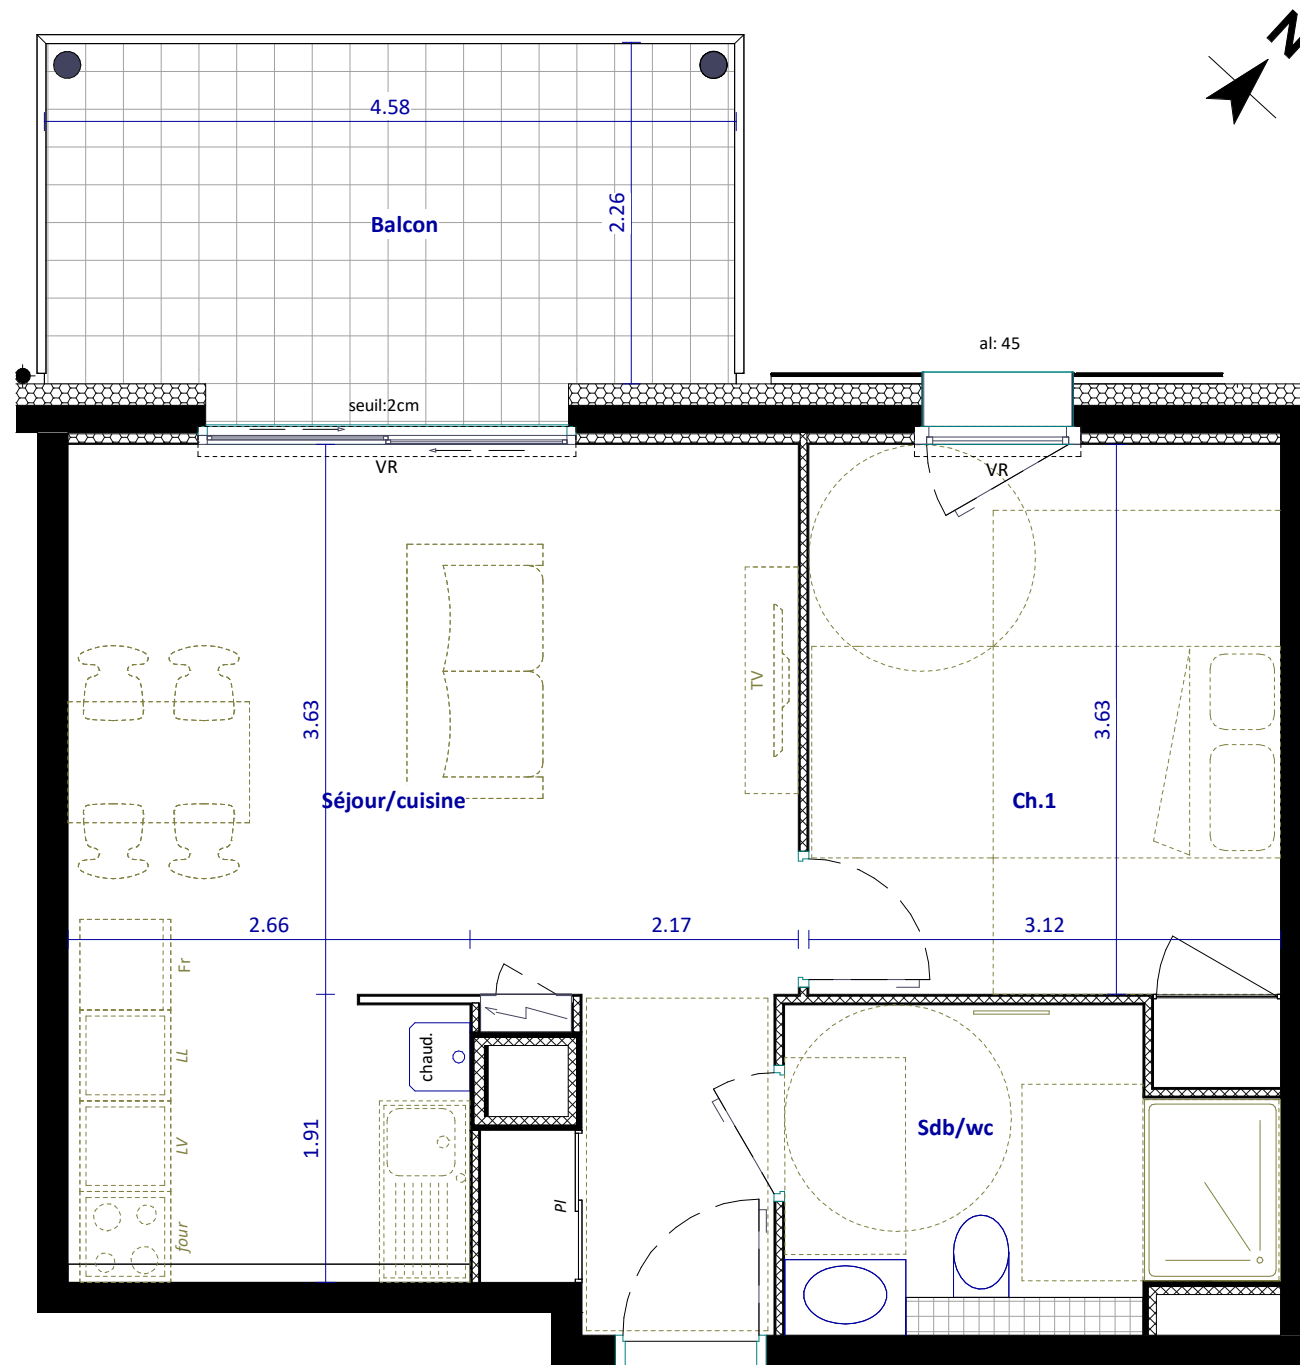 N
4.58
2.26
Balcon
al: 45
seuil:2cm
VR
VR
TV
3.63
3.63
Séjour/cuisine
Ch.1
2.66
2.17
3.12
Fr
LL
chaud.
LV
1.91
Sdb/wc
Pl
four